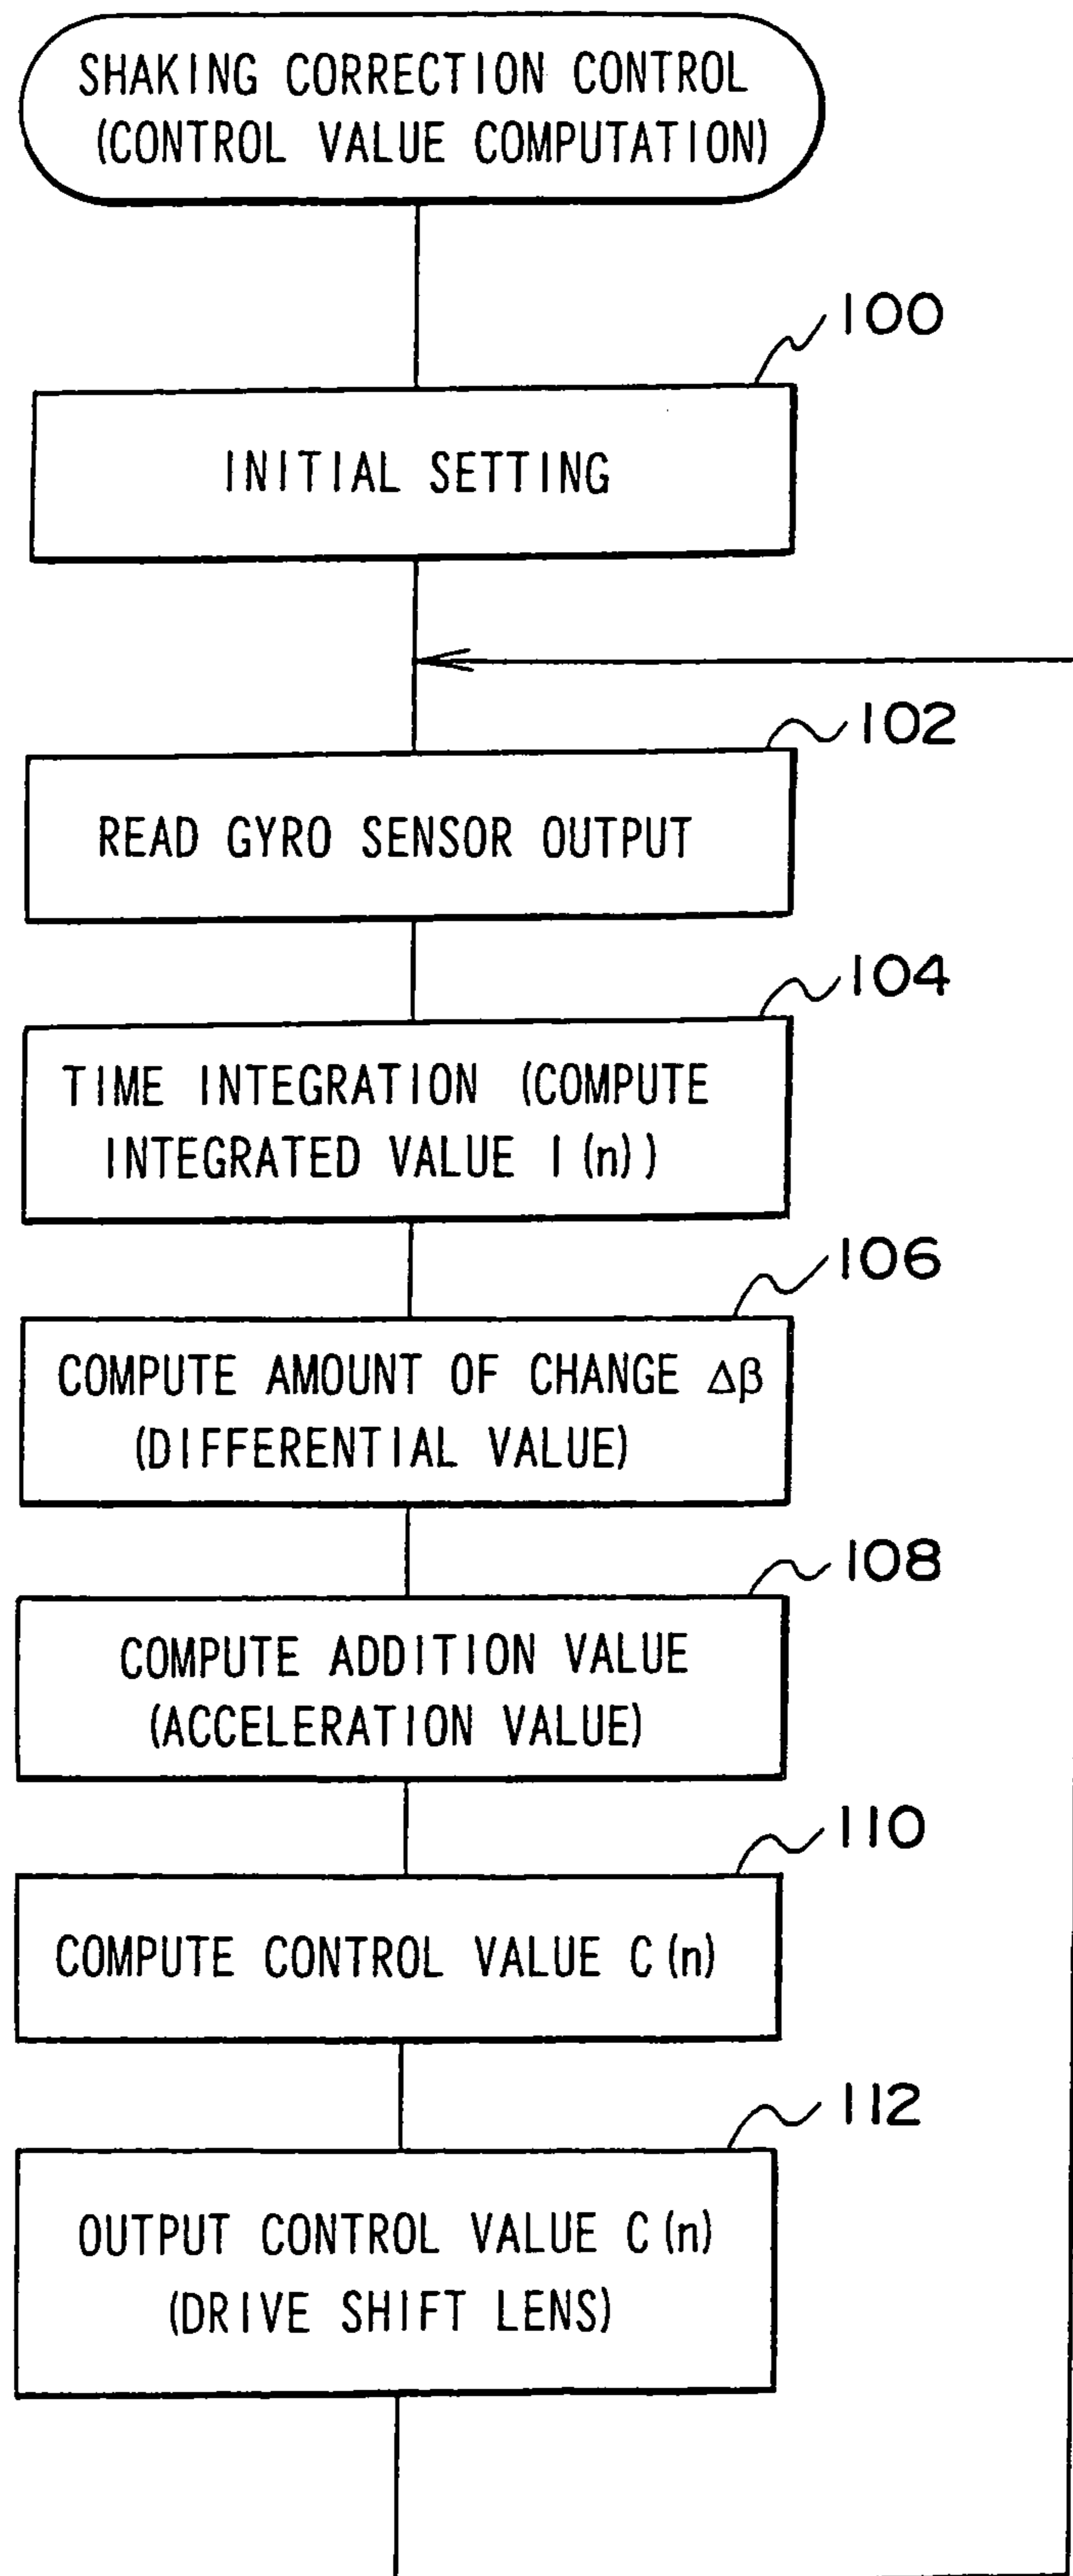 SHAKING CORRECTION CONTROL
(CONTROL VALUE COMPUTATION)
100
INITIAL SETTING
102
READ GYRO SENSOR OUTPUT
104
TIME INTEGRATION (COMPUTE
INTEGRATED VALUE I(n))
106
COMPUTE AMOUNT OF CHANGE Δβ
(DIFFERENTIAL VALUE)
108
COMPUTE ADDITION VALUE
(ACCELERATION VALUE)
110
COMPUTE CONTROL VALUE C(n)
112
OUTPUT CONTROL VALUE C(n)
(DRIVE SHIFT LENS)